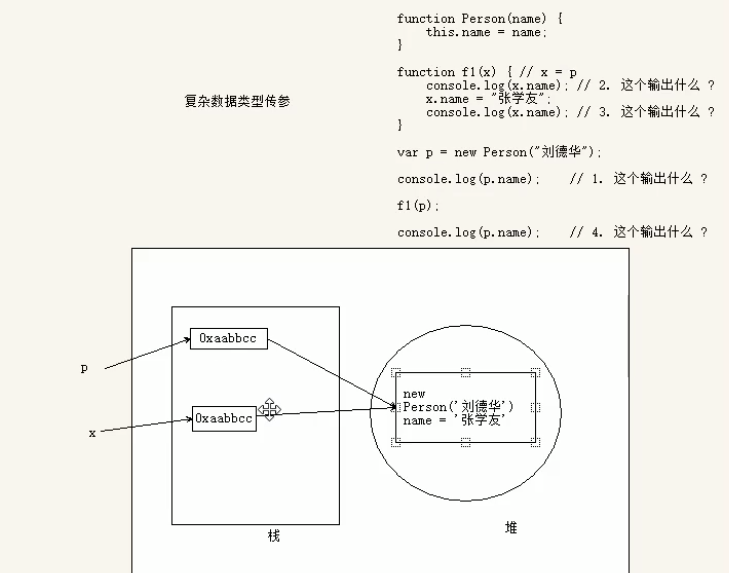 function Person(name) {
this.name = name;
}
function f1(x) { // x = p
console.log(x.name); // 2. 这个输出什么 ?
x.name = "张学友";
console.log(x.name); // 3. 这个输出什么 ?
}
复杂数据类型传参
var p = new Person("刘德华");
console.log(p.name); // 1. 这个输出什么 ?
f1(p);
console.log(p.name); // 4. 这个输出什么 ?
p
0xaabbcc
x
0xaabbcc
new
Person('刘德华')
name = '张学友'
栈
堆